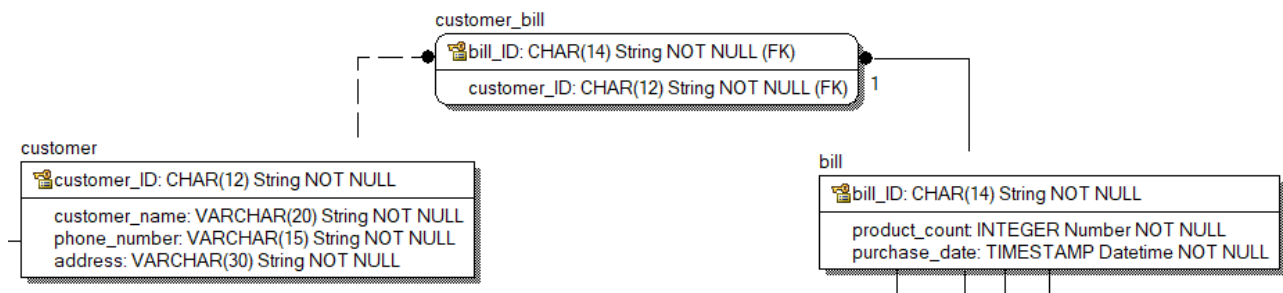 customer_bill
bill_ID: CHAR(14) String NOT NULL (FK)
customer_ID: CHAR(12) String NOT NULL (FK)
1
customer
customer_ID: CHAR(12) String NOT NULL
customer_name: VARCHAR(20) String NOT NULL
phone_number: VARCHAR(15) String NOT NULL
address: VARCHAR(30) String NOT NULL
bill
bill_ID: CHAR(14) String NOT NULL
product_count: INTEGER Number NOT NULL
purchase_date: TIMESTAMP Datetime NOT NULL